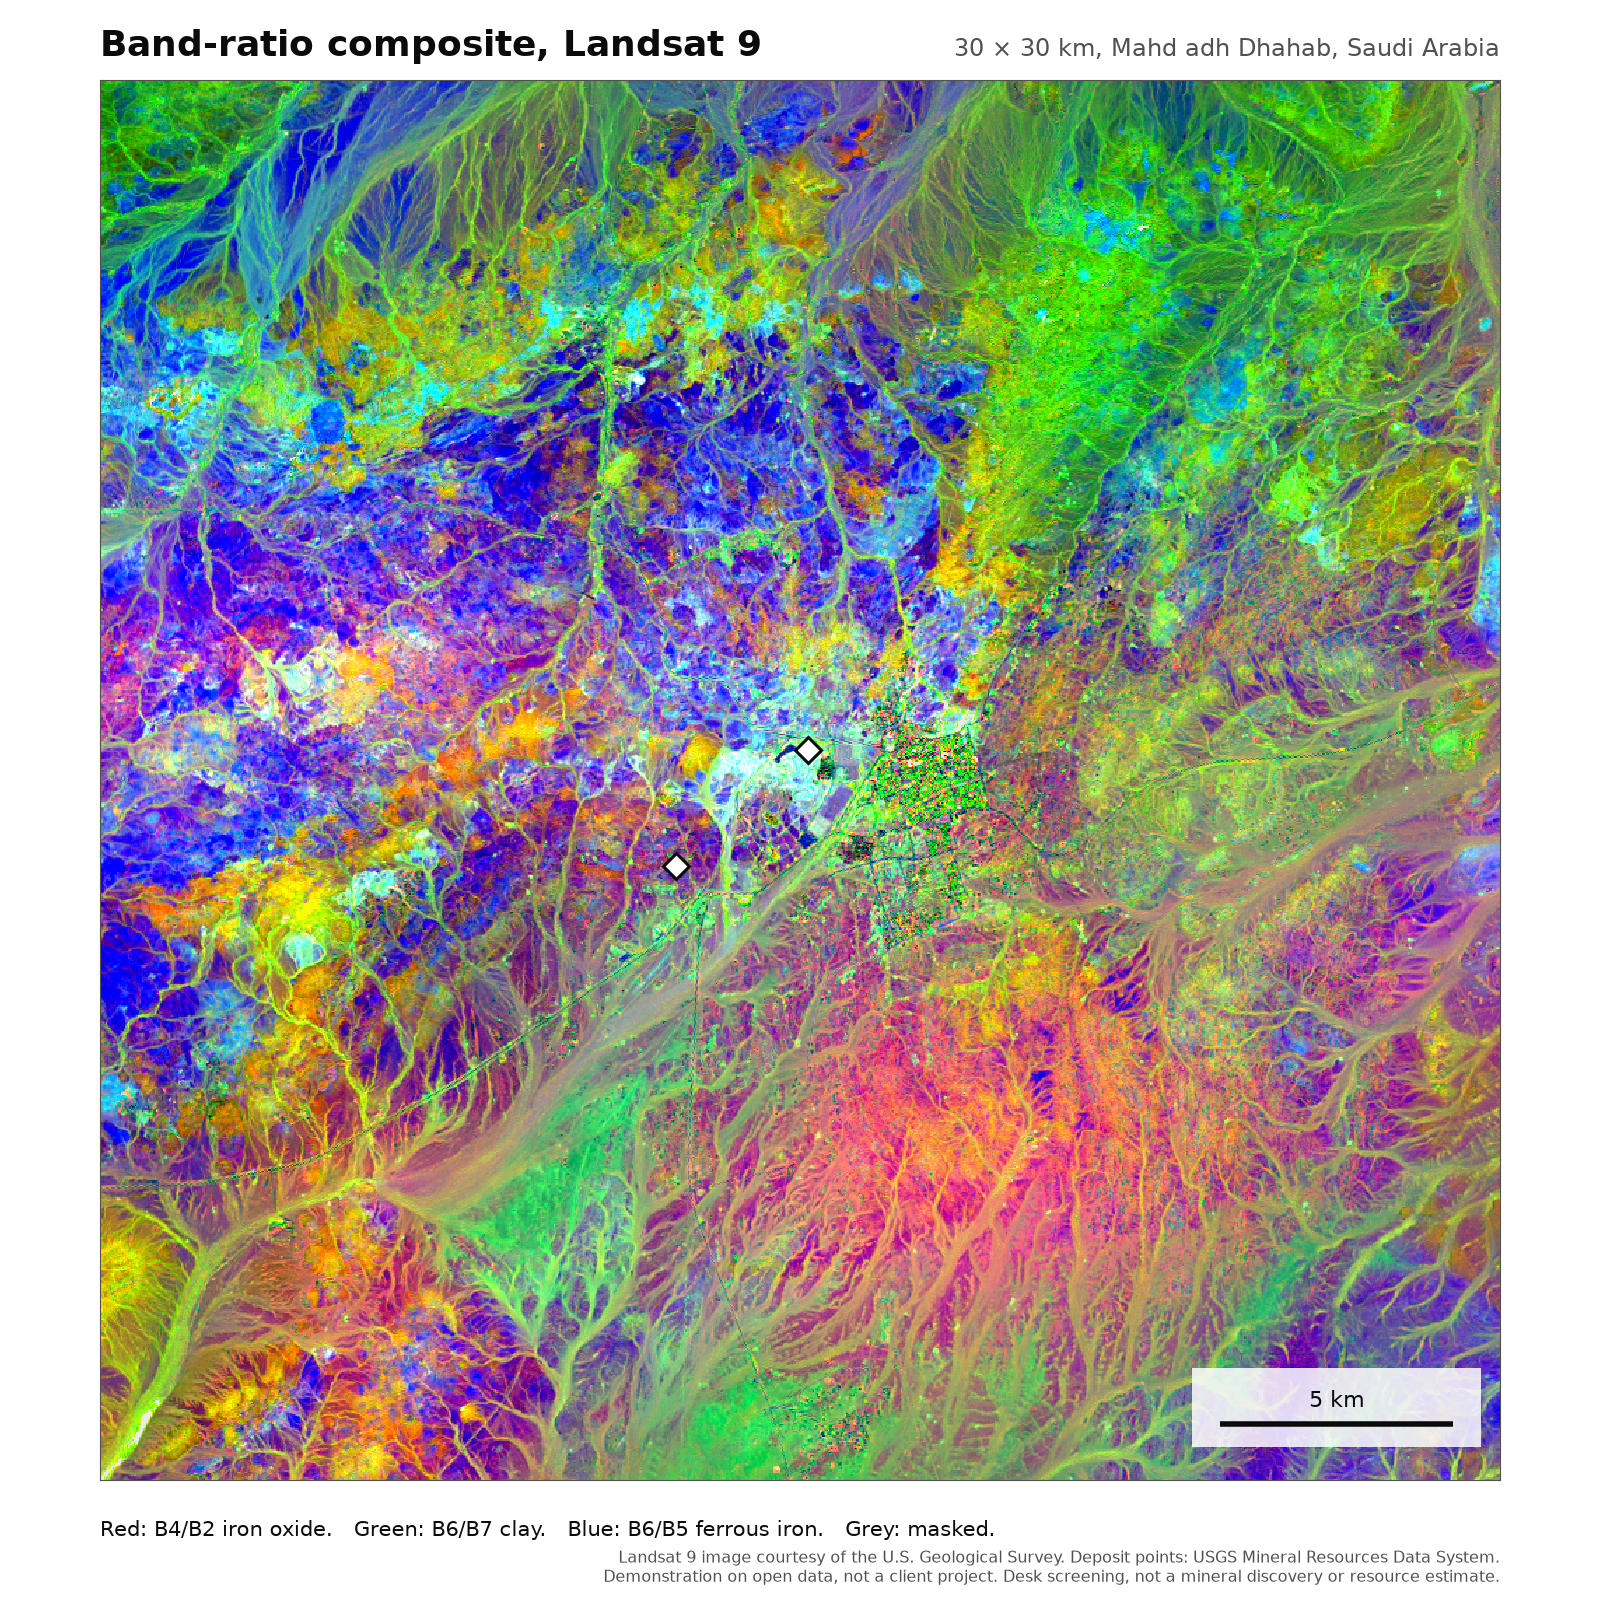 Band-ratio composite, Landsat 9
30 × 30 km, Mahd adh Dhahab, Saudi Arabia
5 km
Red: B4/B2 iron oxide. Green: B6/B7 clay. Blue: B6/B5 ferrous iron. Grey: masked.
Landsat 9 image courtesy of the U.S. Geological Survey. Deposit points: USGS Mineral Resources Data System.
Demonstration on open data, not a client project. Desk screening, not a mineral discovery or resource estimate.